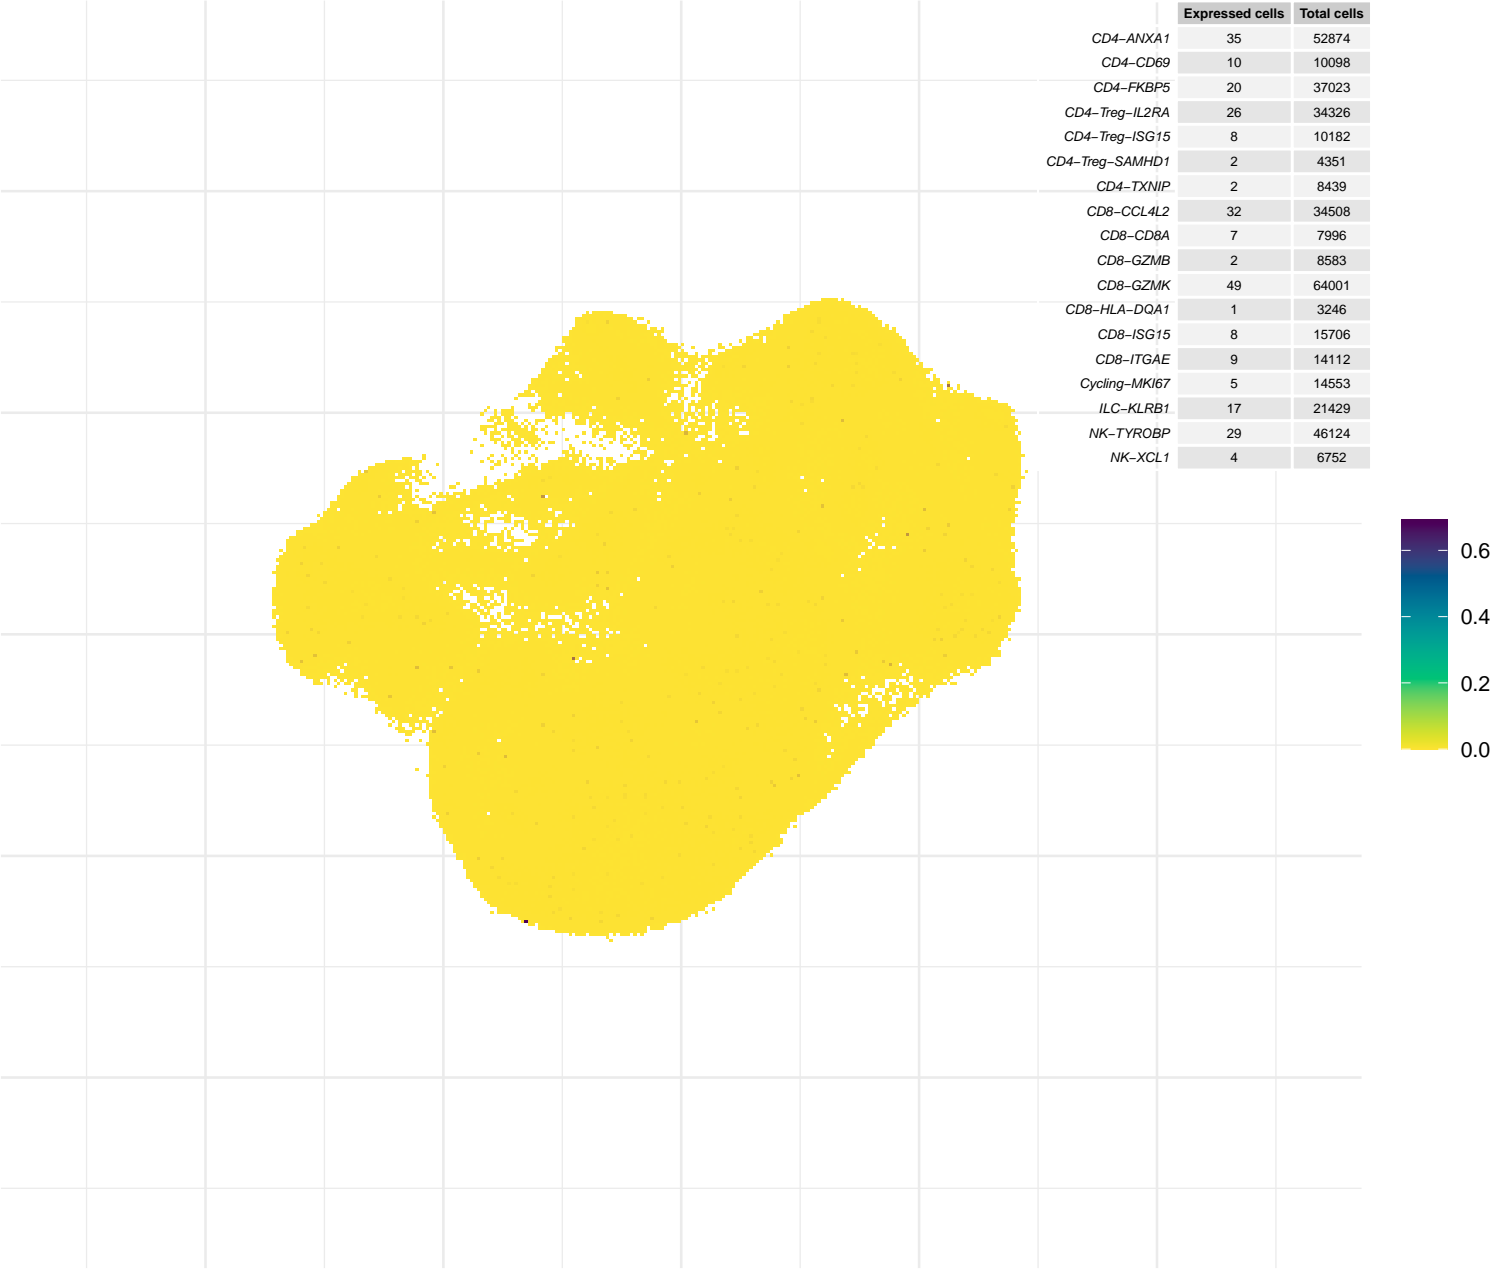 Expressed cells Total cells
CD4−ANXA1 35 52874
CD4−CD69 10 10098
CD4−FKBP5 20 37023
CD4−Treg−IL2RA 26 34326
CD4−Treg−ISG15 8 10182
CD4−Treg−SAMHD1 2 4351
CD4−TXNIP 2 8439
CD8−CCL4L2 32 34508
CD8−CD8A 7 7996
CD8−GZMB 2 8583
CD8−GZMK 49 64001
CD8−HLA−DQA1 1 3246
CD8−ISG15 8 15706
CD8−ITGAE 9 14112
Cycling−MKI67 5 14553
ILC−KLRB1 17 21429
NK−TYROBP 29 46124
NK−XCL1 4 6752
0.6
0.4
0.2
0.0